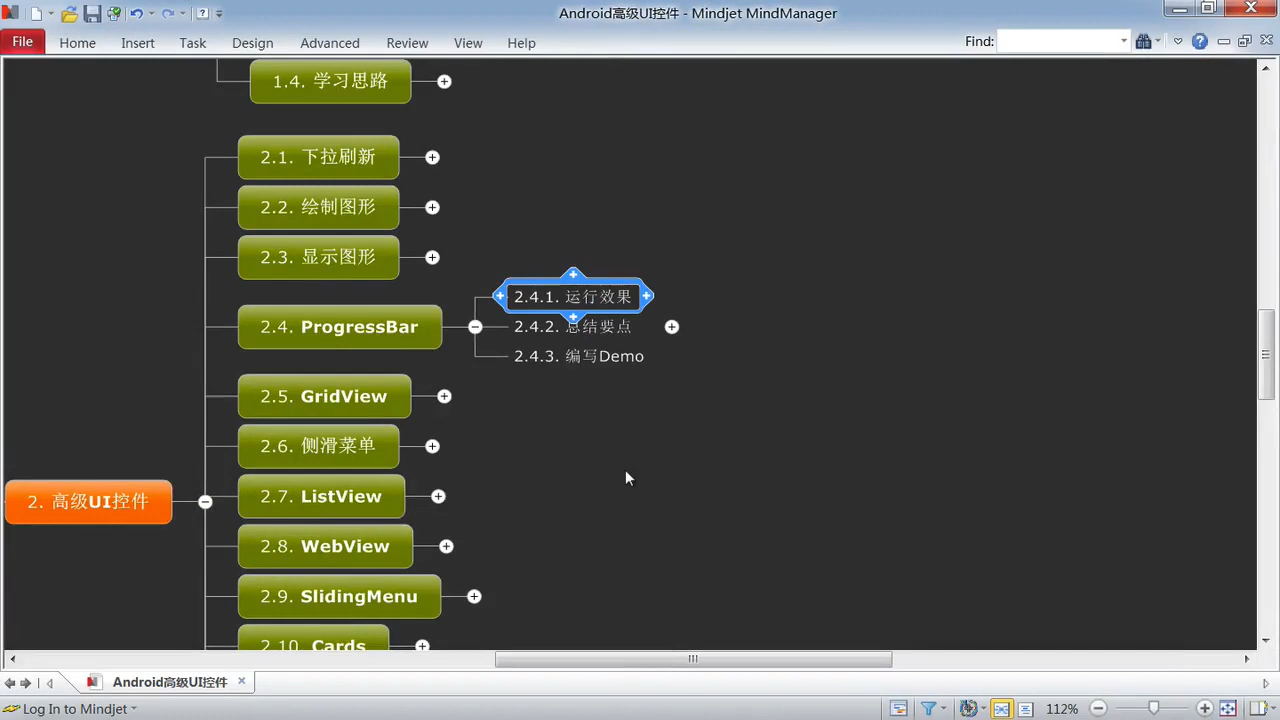 Android高级UI控件 - Mindjet MindManager
File Home Insert Task Design Advanced Review View Help Find:
1.4. 学习思路
2.1. 下拉刷新
2.2. 绘制图形
2.3. 显示图形
2.4. ProgressBar
2.4.1. 运行效果
2.4.2. 总结要点
2.4.3. 编写Demo
2.5. GridView
2.6. 侧滑菜单
2. 高级UI控件
2.7. ListView
2.8. WebView
2.9. SlidingMenu
2.10. Cards
Android高级UI控件
Log In to Mindjet 112%